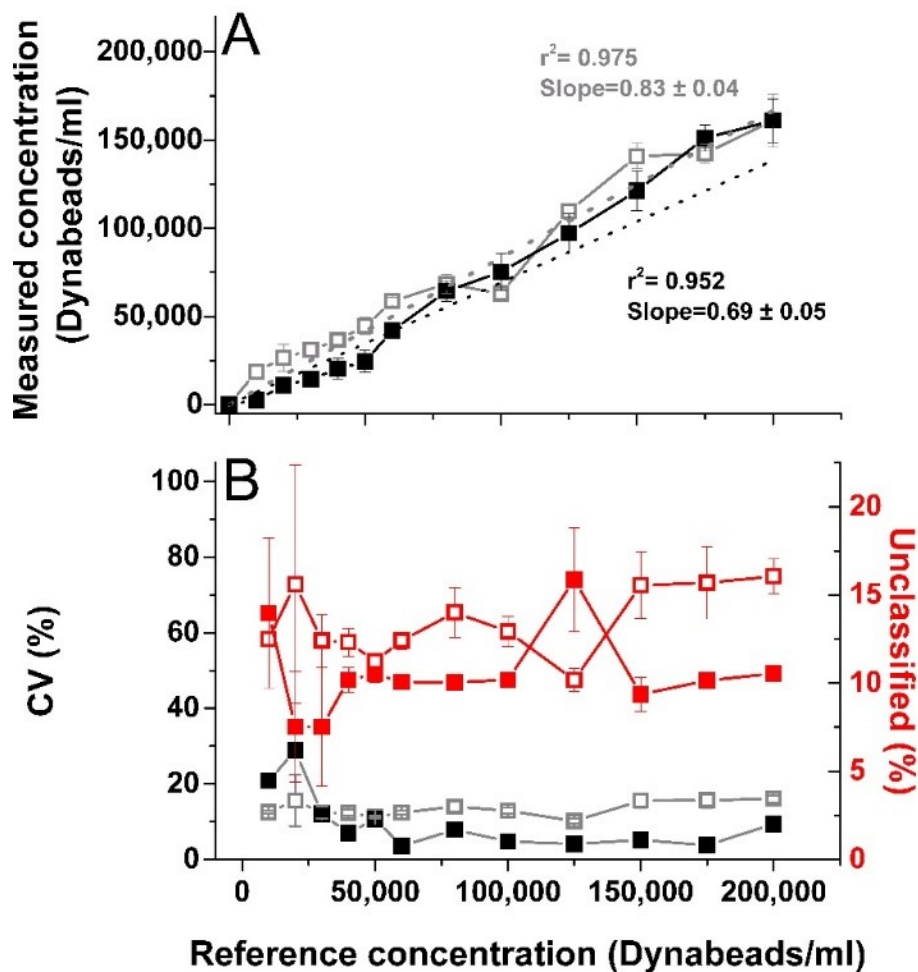 A
200,000
150,000
100,000
50,000
0
Measured concentration
(Dynabeads/ml)
r²= 0.975
Slope=0.83 ± 0.04
r²= 0.952
Slope=0.69 ± 0.05
B
100
80
60
40
20
0
CV (%)
20
15
10
5
0
Unclassified (%)
0
50,000
100,000
150,000
200,000
Reference concentration (Dynabeads/ml)